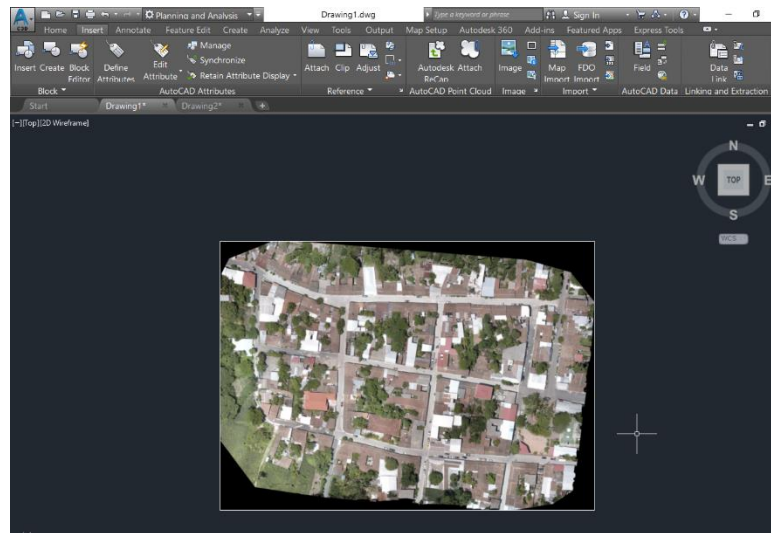 Planning and Analysis
Drawing1.dwg
Type a keyword or phrase
Sign In
Home Insert Annotate Feature Edit Create Analyze View Tools Output Map Setup Autodesk 360 Add-ins Featured Apps Express Tools
Manage
Synchronize
Retain Attribute Display
Insert Create Block Editor
Define Attributes
Edit Attribute
Attach Clip Adjust
Autodesk ReCap
Attach
Image
Map Import
FDO Import
Field
Data Link
Block AutoCAD Attributes Reference AutoCAD Point Cloud Image Import AutoCAD Data Linking and Extraction
Start Drawing1* Drawing2*
[−][Top][2D Wireframe]
N
W TOP E
S
WCS